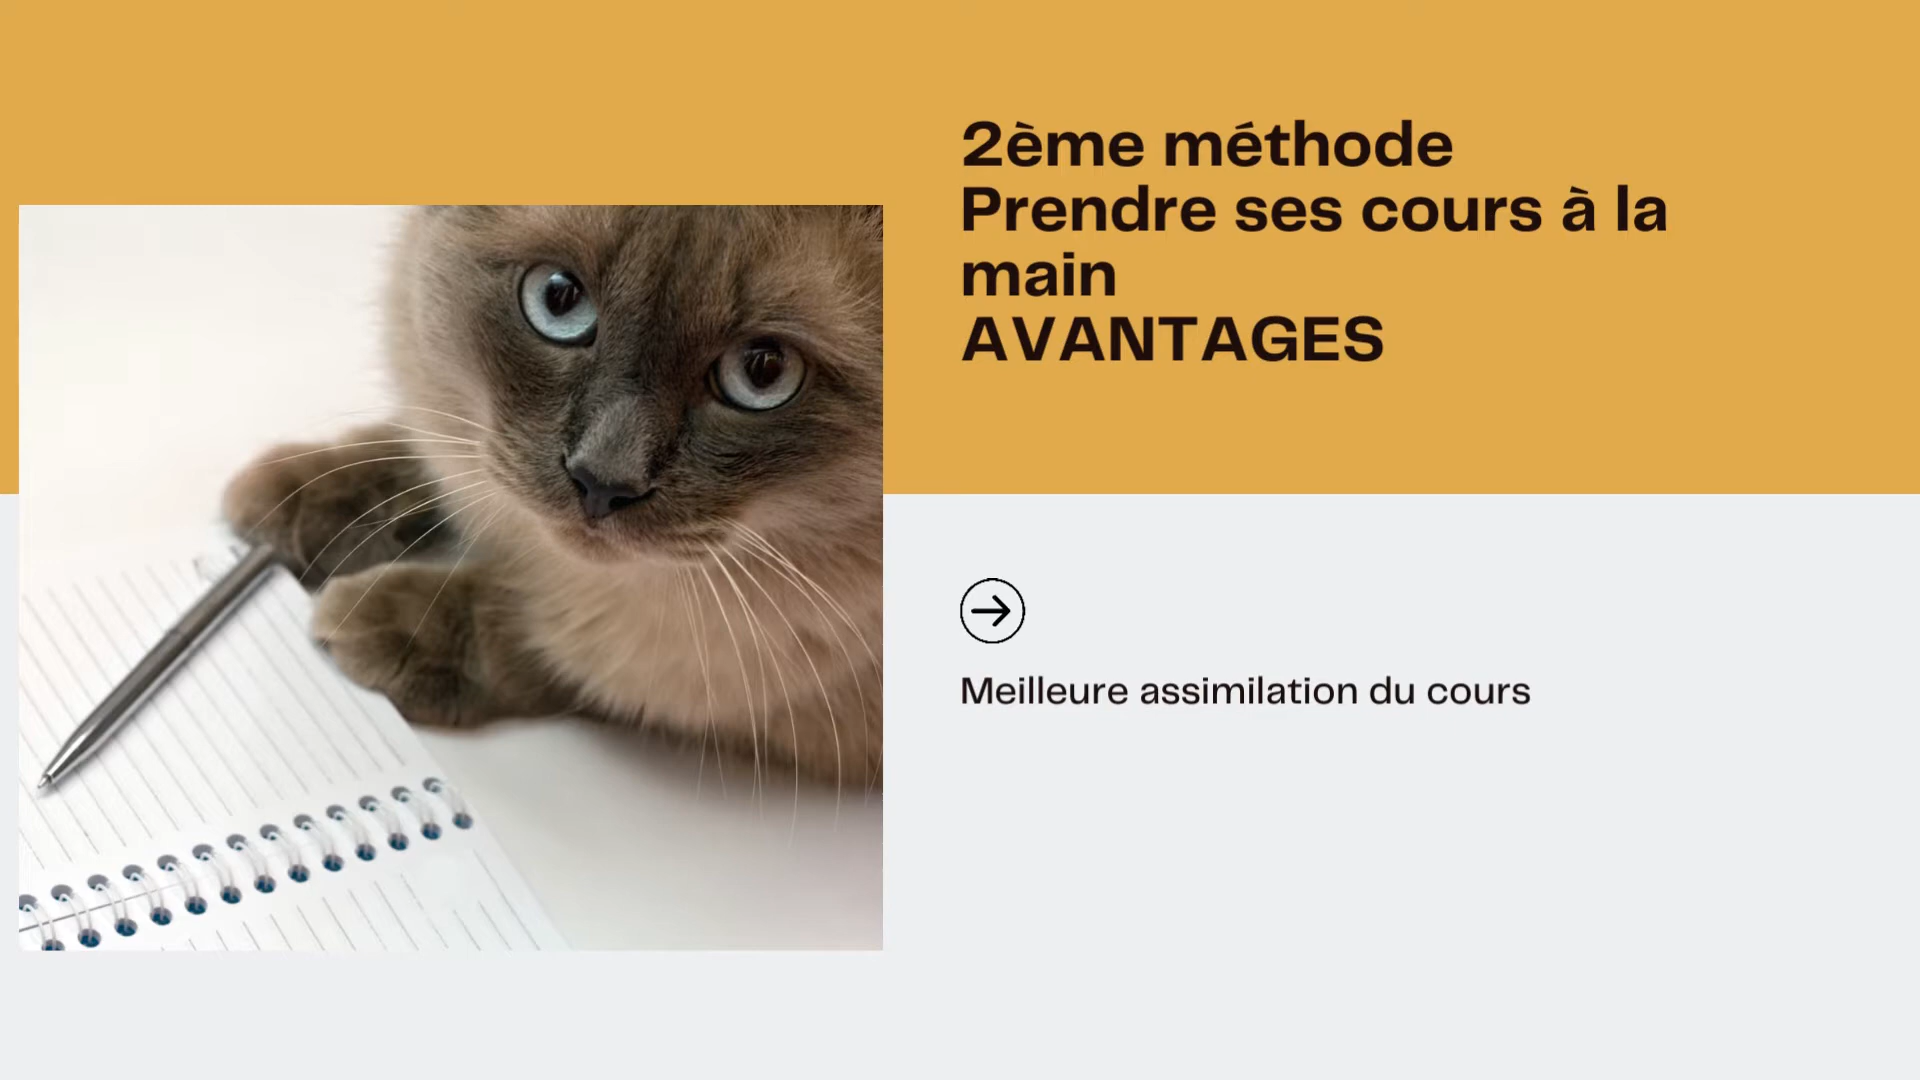 2ème méthode
Prendre ses cours à la
main
AVANTAGES
Meilleure assimilation du cours